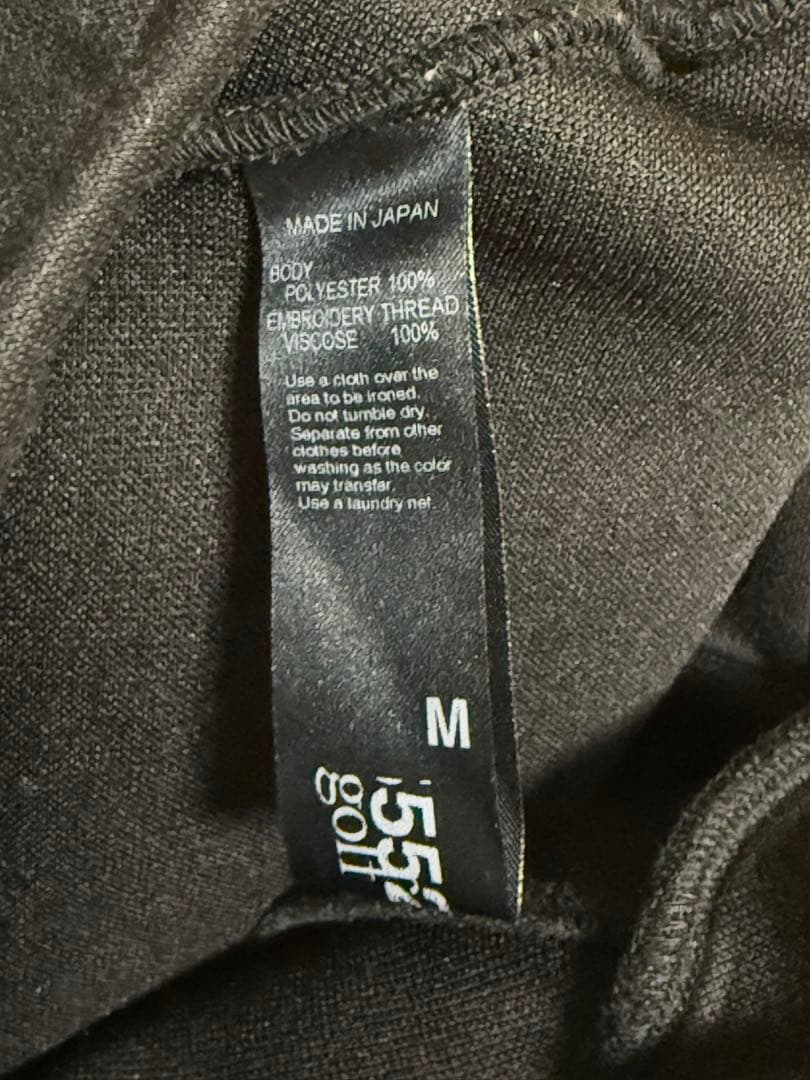 MADE IN JAPAN
BODY
POLYESTER 100%
EMBROIDERY THREAD
VISCOSE 100%
Use a cloth over the
area to be ironed.
Do not tumble dry.
Separate from other
clothes before
washing as the color
may transfer.
Use a laundry net.
M
golf